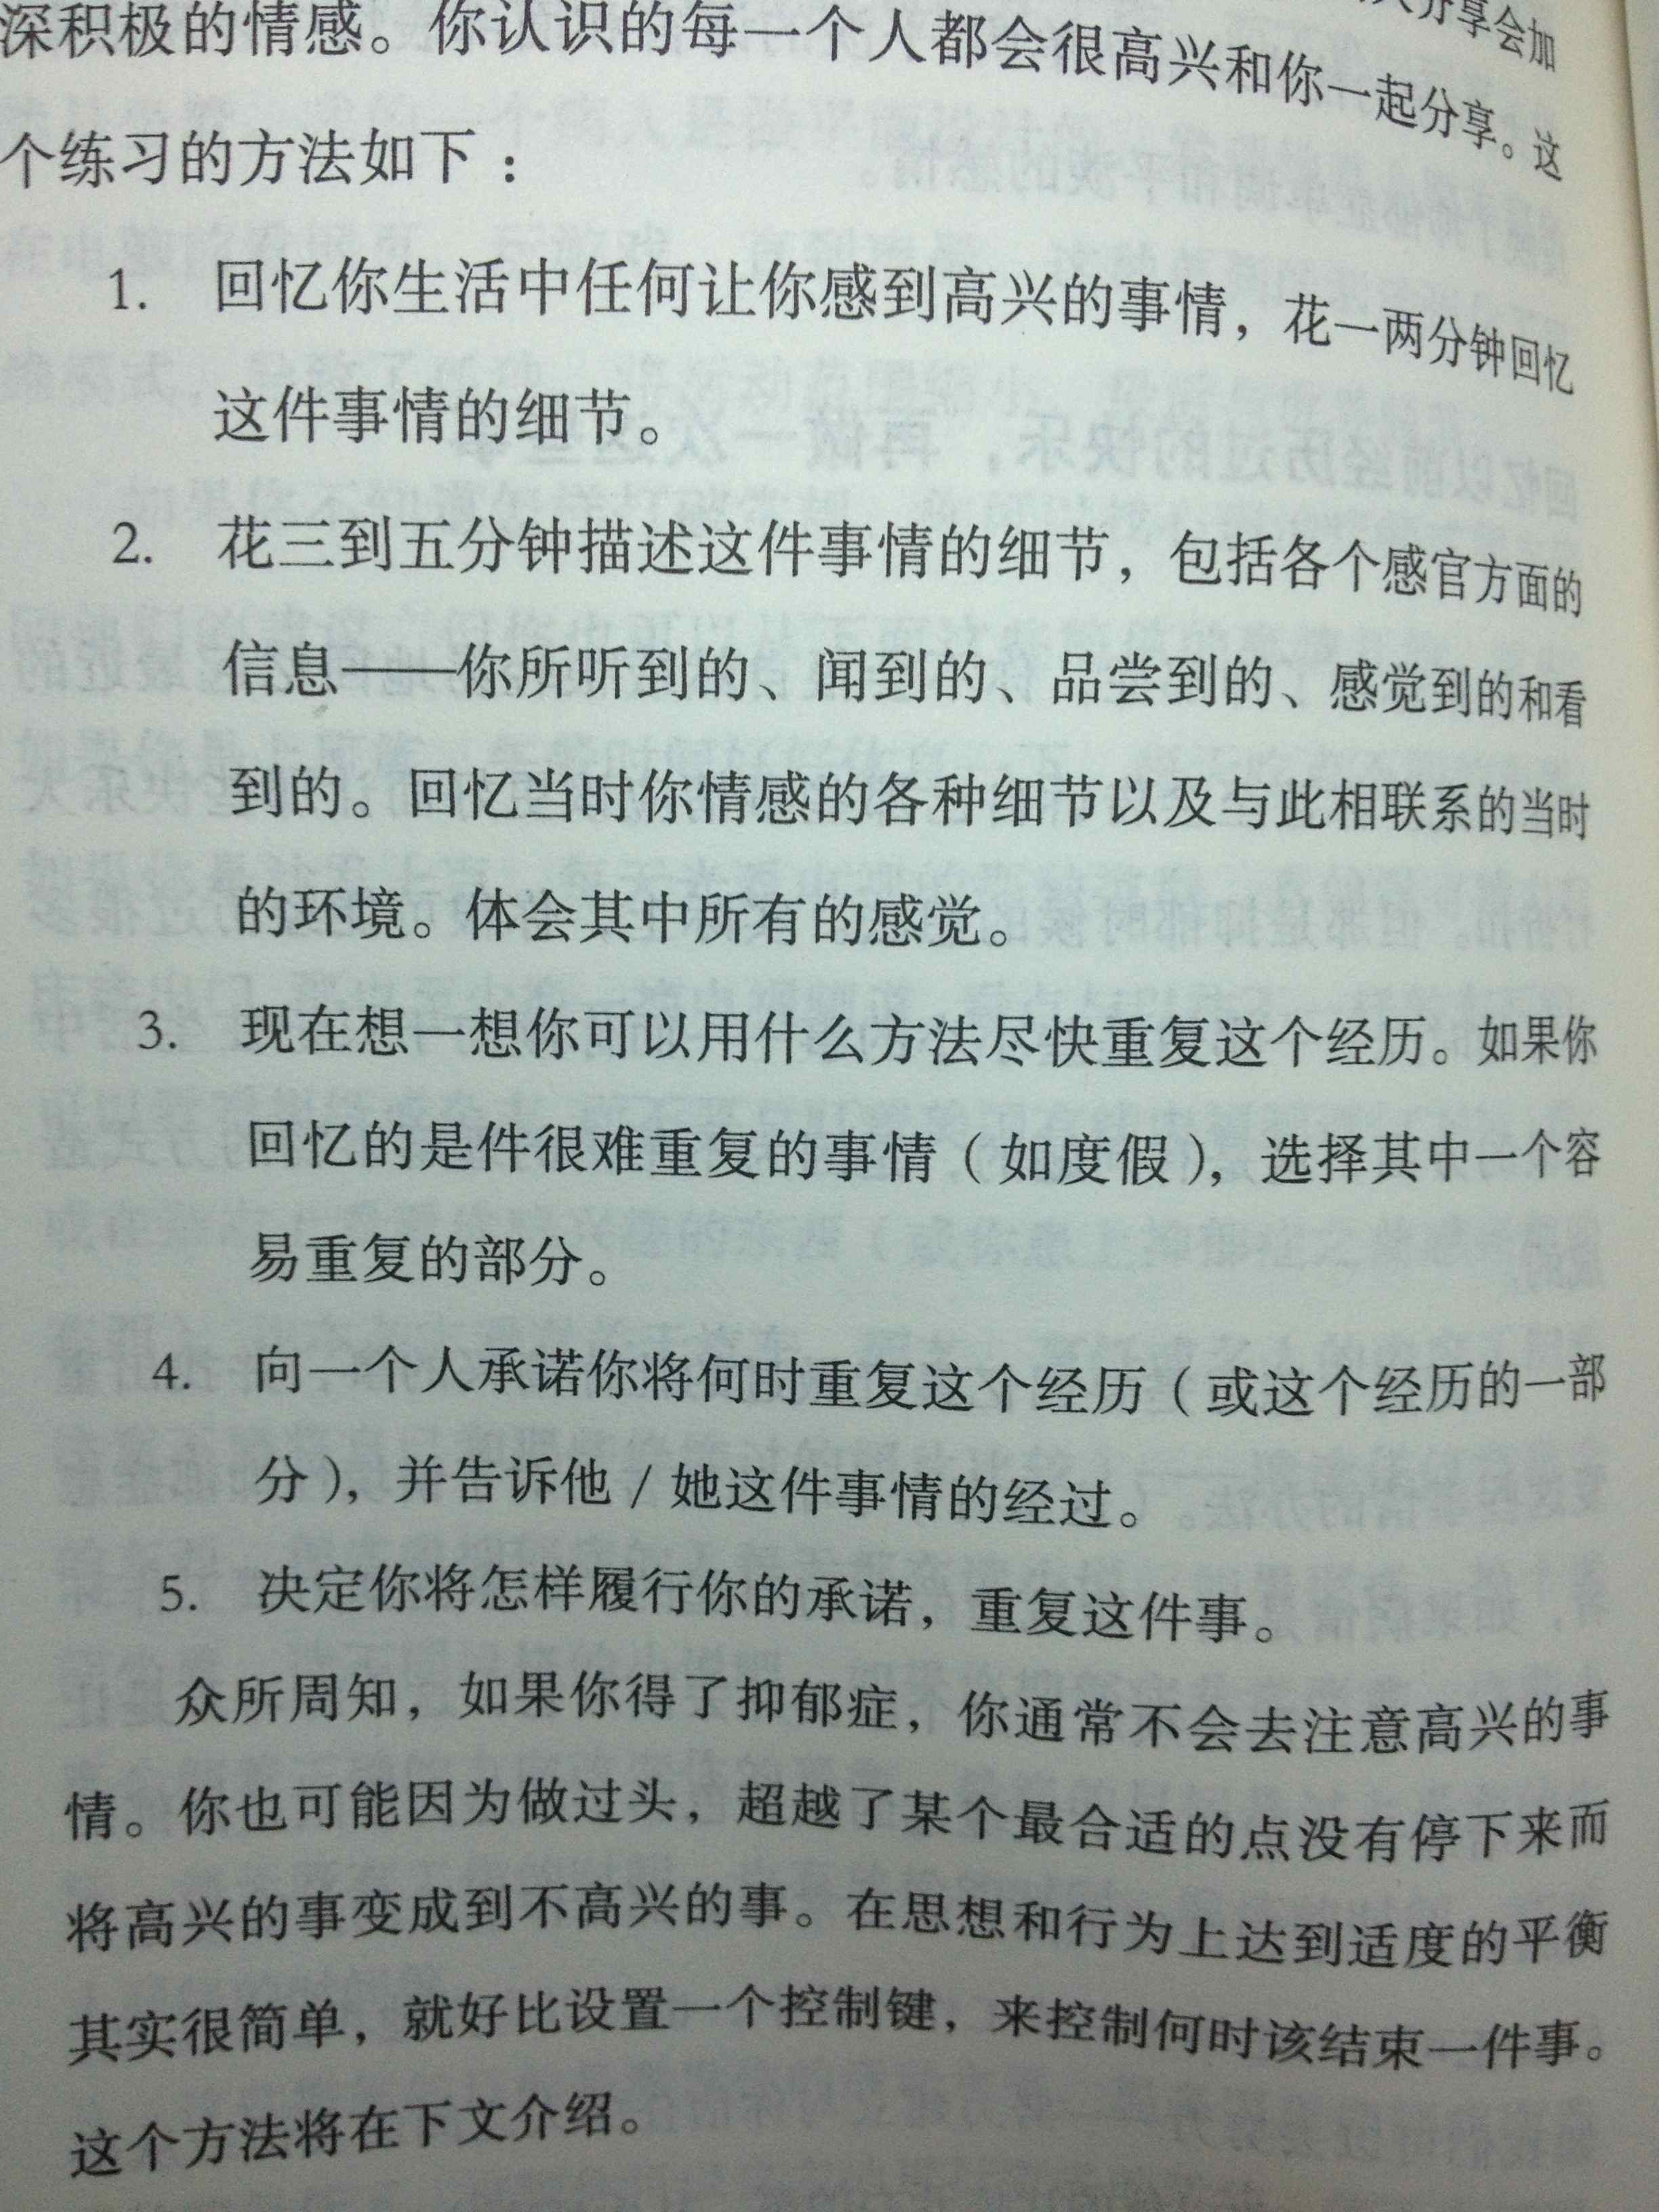 分享会加
深积极的情感。你认识的每一个人都会很高兴和你一起分享。这
个练习的方法如下：
1. 回忆你生活中任何让你感到高兴的事情，花一两分钟回忆
这件事情的细节。
2. 花三到五分钟描述这件事情的细节，包括各个感官方面的
信息——你所听到的、闻到的、品尝到的、感觉到的和看
到的。回忆当时你情感的各种细节以及与此相联系的当时
的环境。体会其中所有的感觉。
3. 现在想一想你可以用什么方法尽快重复这个经历。如果你
回忆的是件很难重复的事情（如度假），选择其中一个容
易重复的部分。
4. 向一个人承诺你将何时重复这个经历（或这个经历的一部
分），并告诉他 / 她这件事情的经过。
5. 决定你将怎样履行你的承诺，重复这件事。
众所周知，如果你得了抑郁症，你通常不会去注意高兴的事
情。你也可能因为做过头，超越了某个最合适的点没有停下来而
将高兴的事变成到不高兴的事。在思想和行为上达到适度的平衡
其实很简单，就好比设置一个控制键，来控制何时该结束一件事。
这个方法将在下文介绍。